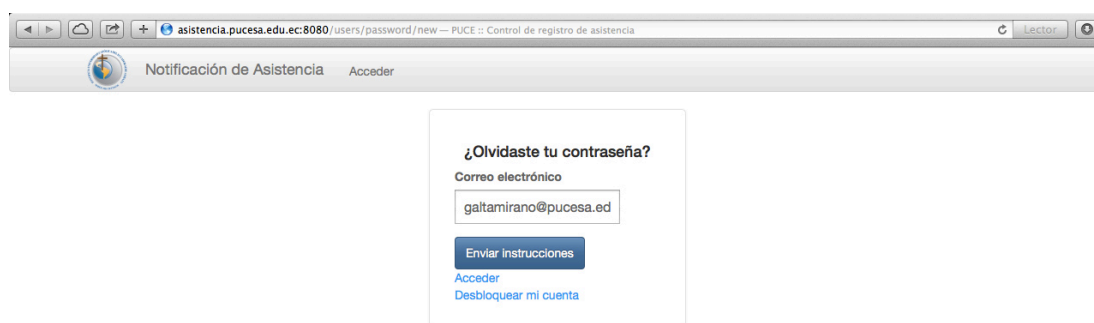 asistencia.pucesa.edu.ec:8080/users/password/new — PUCE :: Control de registro de asistencia
Lector
Notificación de Asistencia Acceder
¿Olvidaste tu contraseña?
Correo electrónico
galtamirano@pucesa.ed
Enviar instrucciones
Acceder
Desbloquear mi cuenta